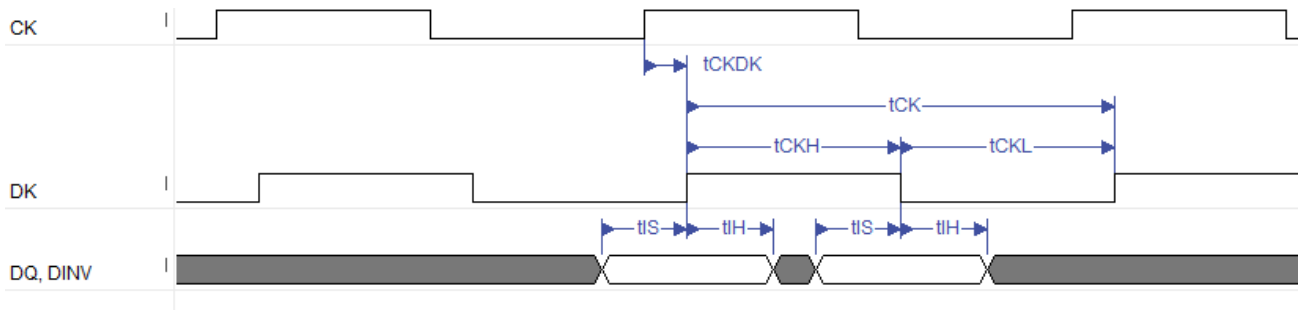 CK
tCKDK
tCK
tCKH tCKL
DK
tIS tIH tIS tIH
DQ, DINV